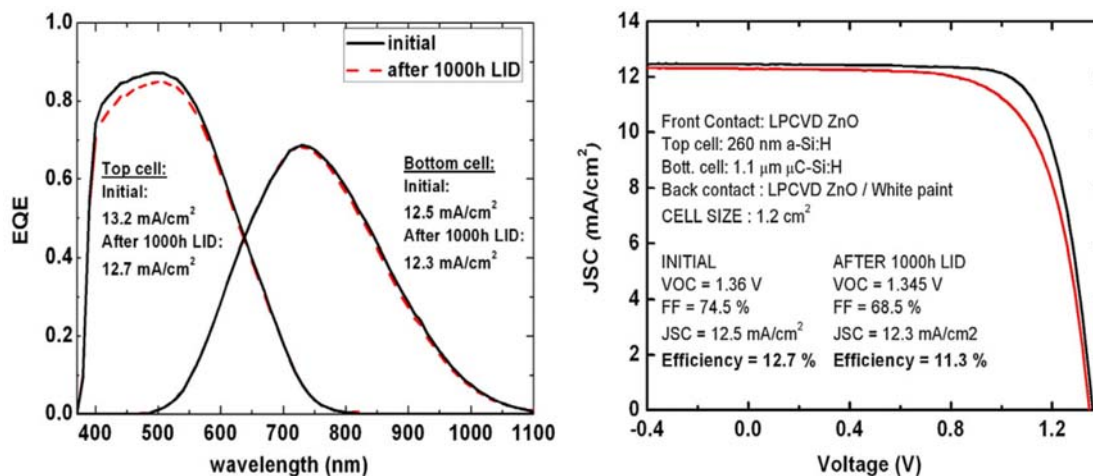 1.0
0.8
0.6
0.4
0.2
0.0
EQE
initial
after 1000h LID
Top cell:
Initial:
13.2 mA/cm²
After 1000h LID:
12.7 mA/cm²
Bottom cell:
Initial:
12.5 mA/cm²
After 1000h LID:
12.3 mA/cm²
400 500 600 700 800 900 1000 1100
wavelength (nm)
14
12
10
8
6
4
2
0
JSC (mA/cm²)
Front Contact: LPCVD ZnO
Top cell: 260 nm a-Si:H
Bott. cell: 1.1 µm µC-Si:H
Back contact : LPCVD ZnO / White paint
CELL SIZE : 1.2 cm²
INITIAL
VOC = 1.36 V
FF = 74.5 %
JSC = 12.5 mA/cm²
Efficiency = 12.7 %
AFTER 1000h LID
VOC = 1.345 V
FF = 68.5 %
JSC = 12.3 mA/cm2
Efficiency = 11.3 %
-0.4 0.0 0.4 0.8 1.2
Voltage (V)